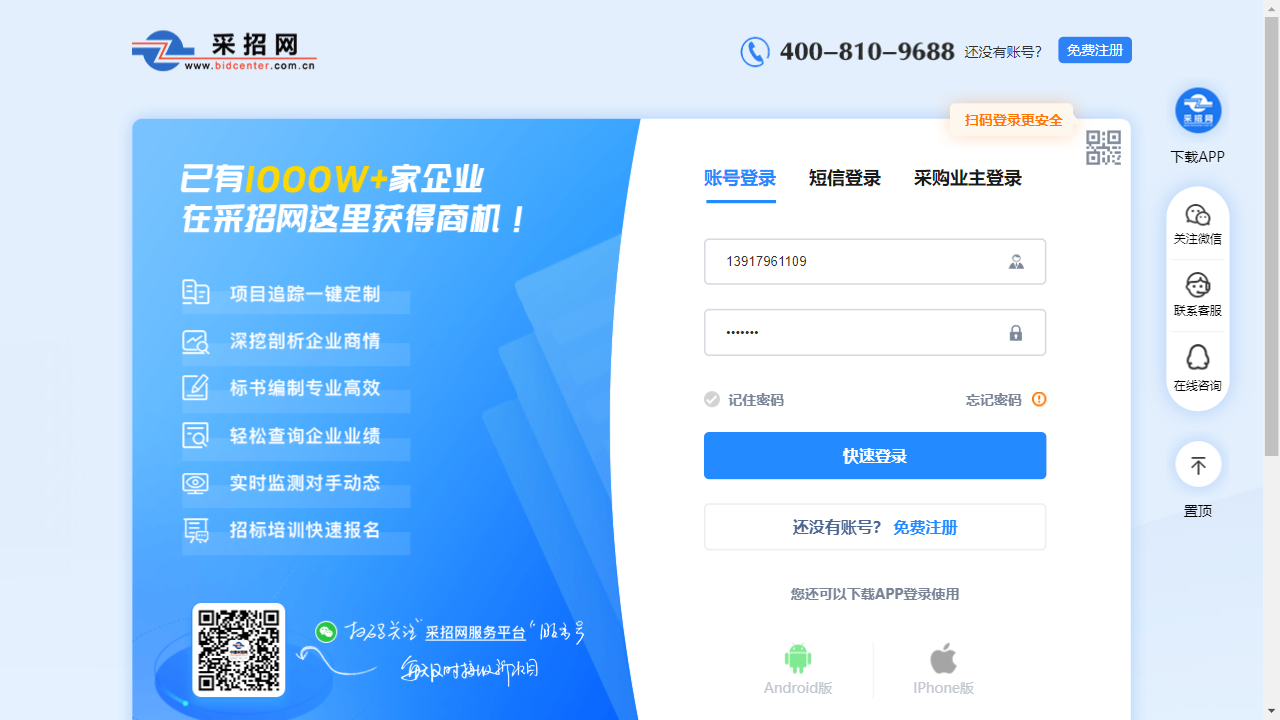 采招网
www.bidcenter.com.cn
400-810-9688
还没有账号?
免费注册
扫码登录更安全
采招网
下载APP
已有1000W+家企业
在采招网这里获得商机！
账号登录
短信登录
采购业主登录
关注微信
13917961109
项目追踪一键定制
联系客服
深挖剖析企业商情
•••••••
在线咨询
标书编制专业高效
记住密码
忘记密码
轻松查询企业业绩
快速登录
置顶
实时监测对手动态
招标培训快速报名
还没有账号?
免费注册
您还可以下载APP登录使用
扫码关注“采招网服务平台”服务号
Android版
IPhone版